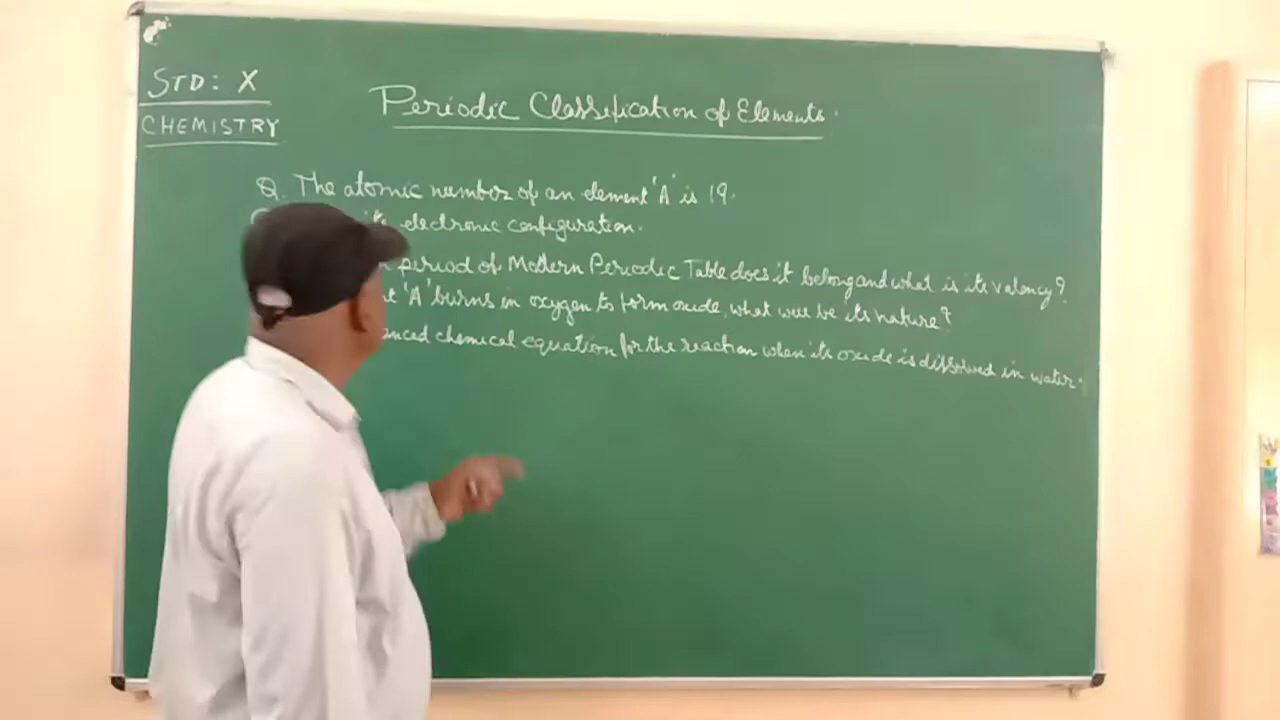 STD: X
CHEMISTRY
Periodic Classification of Elements.
Q. The atomic number of an element 'A' is 19.
its electronic configuration.
period of Modern Periodic Table does it belong and what is its valency?
'A' burns in oxygen to form oxide, what will be its nature?
chemical equation for the reaction when its oxide is dissolved in water.